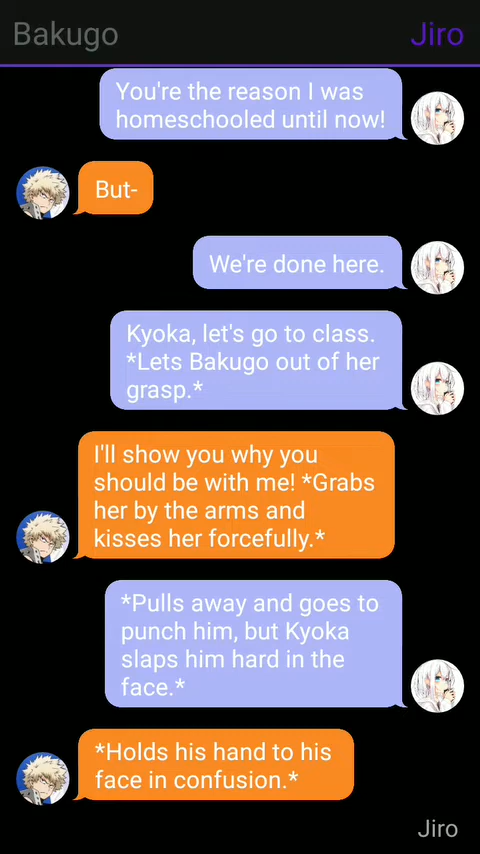 Bakugo Jiro
You're the reason I was
homeschooled until now!
But-
We're done here.
Kyoka, let's go to class.
*Lets Bakugo out of her
grasp.*
I'll show you why you
should be with me! *Grabs
her by the arms and
kisses her forcefully.*
*Pulls away and goes to
punch him, but Kyoka
slaps him hard in the
face.*
*Holds his hand to his
face in confusion.*
Jiro